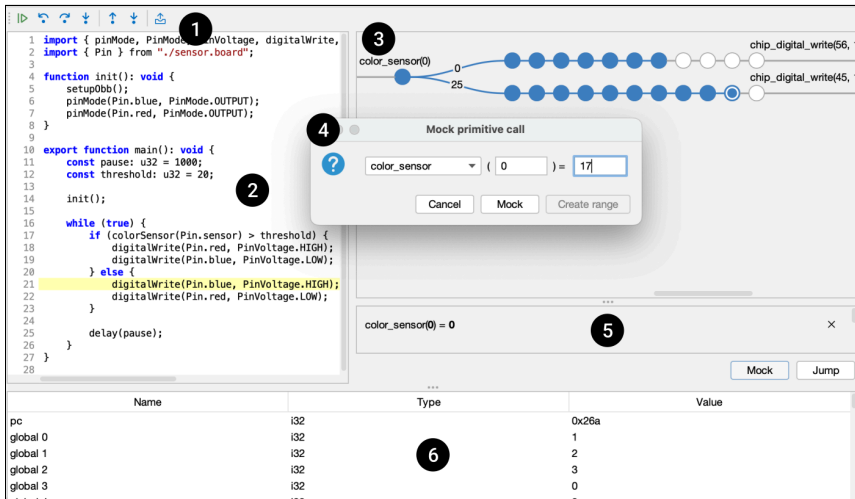 1
1 import { pinMode, PinMode, PinVoltage, digitalWrite,
2 import { Pin } from "./sensor.board";
3
4 function init(): void {
5 setupObb();
6 pinMode(Pin.blue, PinMode.OUTPUT);
7 pinMode(Pin.red, PinMode.OUTPUT);
8 }
9
10 export function main(): void {
11 const pause: u32 = 1000;
12 const threshold: u32 = 20;
13
14 init();
15
16 while (true) {
17 if (colorSensor(Pin.sensor) > threshold) {
18 digitalWrite(Pin.red, PinVoltage.HIGH);
19 digitalWrite(Pin.blue, PinVoltage.LOW);
20 } else {
21 digitalWrite(Pin.blue, PinVoltage.HIGH);
22 digitalWrite(Pin.red, PinVoltage.LOW);
23 }
24
25 delay(pause);
26 }
27 }
28
2
3
color_sensor(0)
0
25
chip_digital_write(56,
chip_digital_write(45,
4
Mock primitive call
?
color_sensor ( 0 ) = 17
Cancel Mock Create range
color_sensor(0) = 0
5
Mock Jump
Name Type Value
pc i32 0x26a
global 0 i32 1
global 1 i32 2
global 2 i32 3
global 3 i32 0
6